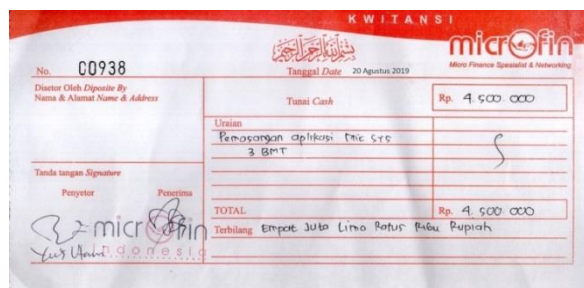 KWITANSI
microfin
Micro Finance Spesialist & Networking
No. 00938
Tanggal Date 20 Agustus 2019
Disetor Oleh Diposite By
Nama & Alamat Name & Address
Tunai Cash
Rp. 4.500.000
Uraian
Pemasangan aplikasi Mic SYS
3 BMT
Tanda tangan Signature
Penyetor Penerima
TOTAL
Rp. 4.500.000
Terbilang Empat Juta Lima Ratus Ribu Rupiah
microfin
indonesia